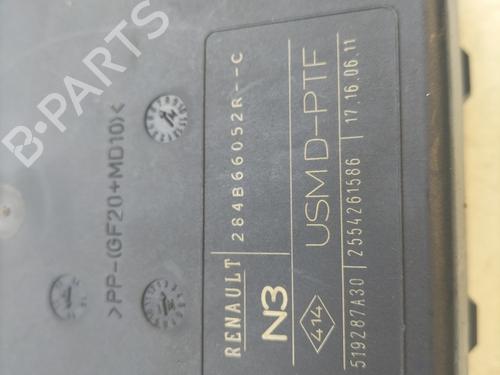 RENAULT 284B66052R--C
N3 USM D-PTF
414
519287A30 2554261586 17.16.06.11
>PP-(GF20+MD10)<
B-Parts